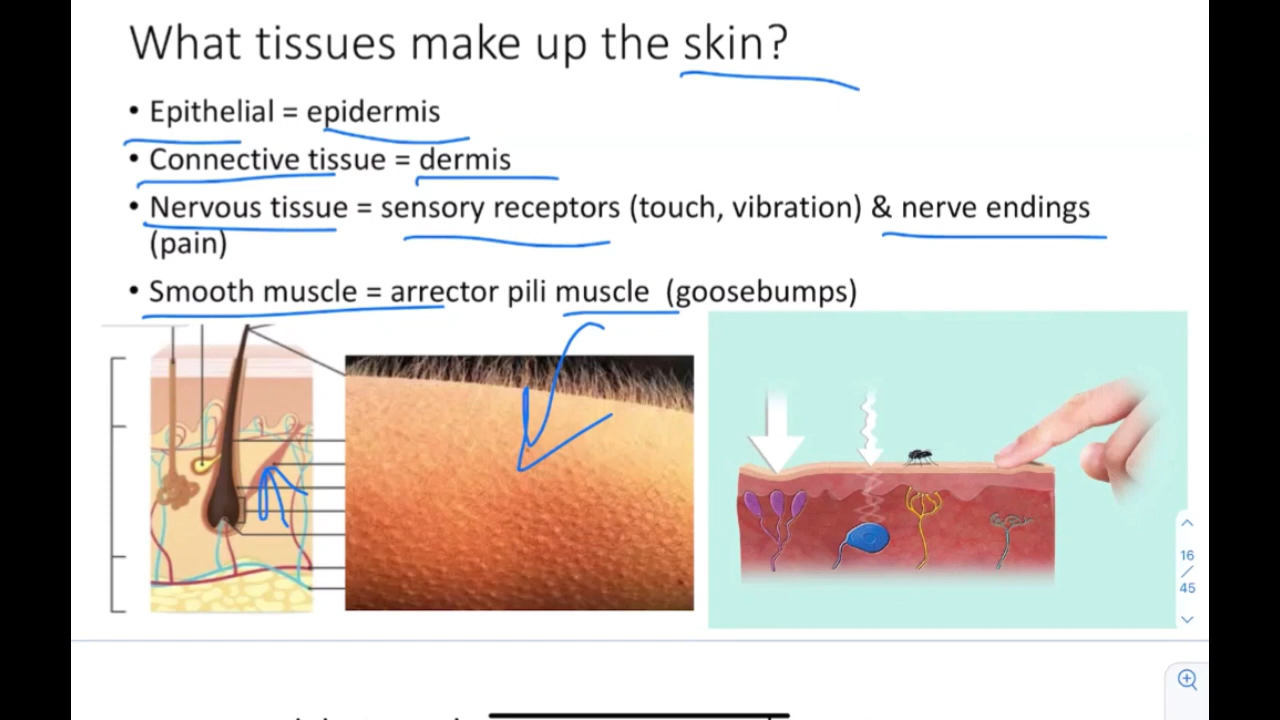 What tissues make up the skin?
• Epithelial = epidermis
• Connective tissue = dermis
• Nervous tissue = sensory receptors (touch, vibration) & nerve endings
(pain)
• Smooth muscle = arrector pili muscle (goosebumps)
16
/
45